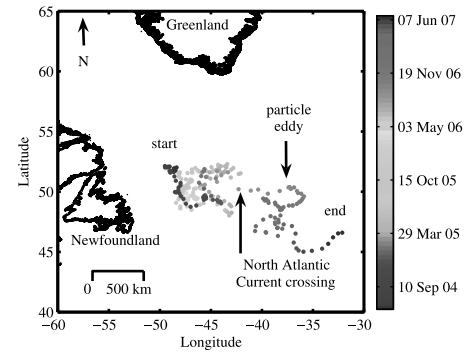 65
60
55
50
45
40
Latitude
Greenland
N
start
particle
eddy
end
Newfoundland
0 500 km
North Atlantic
Current crossing
−60 −55 −50 −45 −40 −35 −30
Longitude
07 Jun 07
19 Nov 06
03 May 06
15 Oct 05
29 Mar 05
10 Sep 04